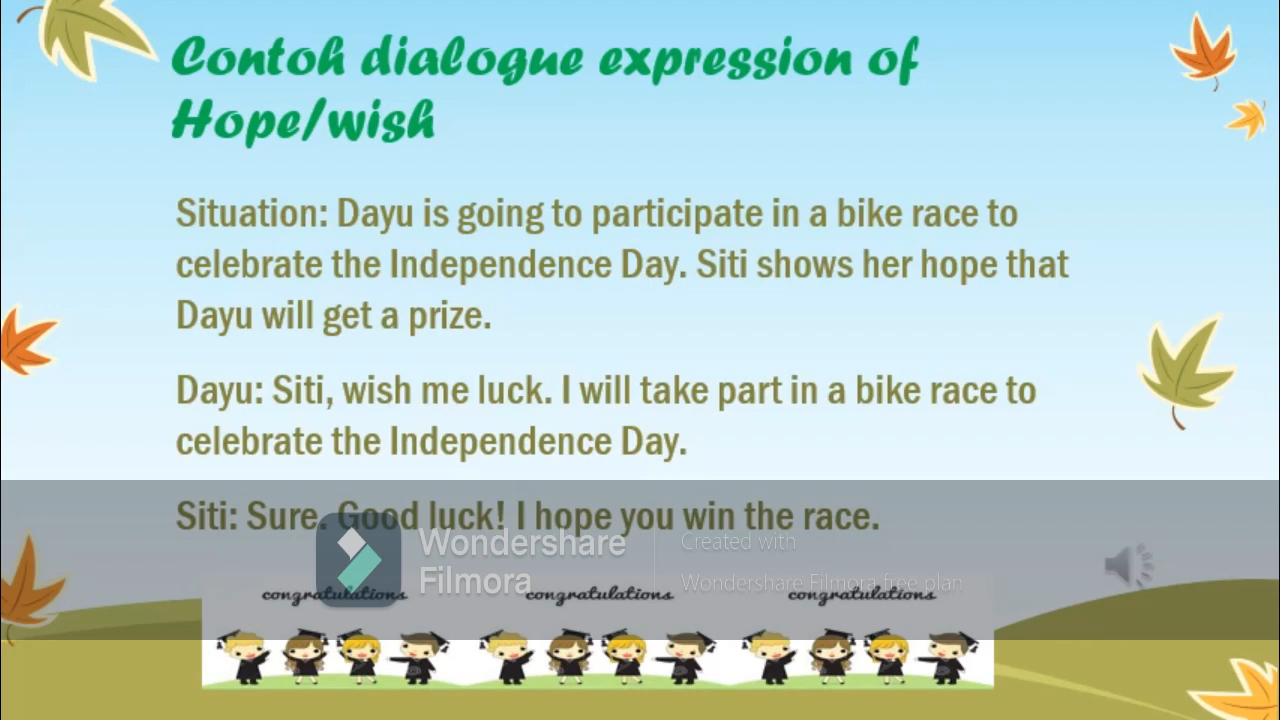 Contoh dialogue expression of
Hope/wish
Situation: Dayu is going to participate in a bike race to
celebrate the Independence Day. Siti shows her hope that
Dayu will get a prize.
Dayu: Siti, wish me luck. I will take part in a bike race to
celebrate the Independence Day.
Siti: Sure. Good luck! I hope you win the race.
Wondershare
Filmora
Created with
Wondershare Filmora free plan
congratulations congratulations congratulations